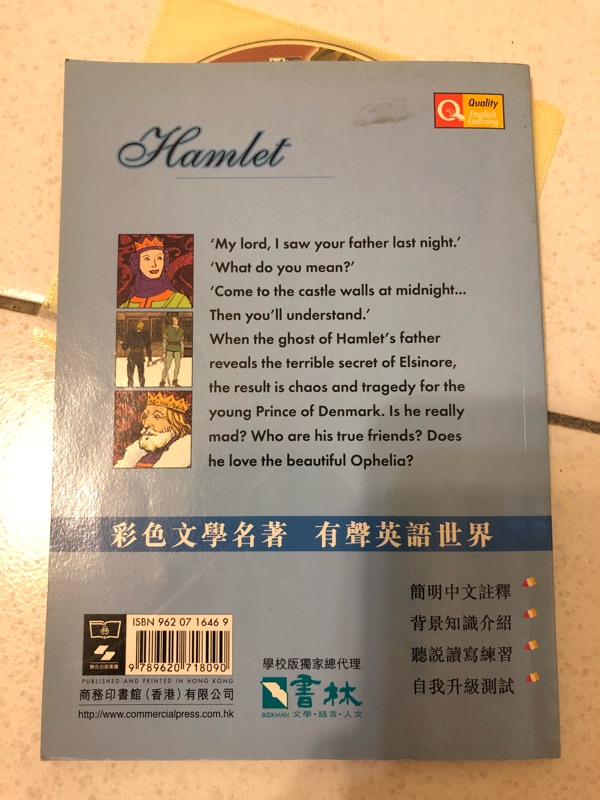 Quality
English
Learning
Hamlet
'My lord, I saw your father last night.'
'What do you mean?'
'Come to the castle walls at midnight...
Then you'll understand.'
When the ghost of Hamlet's father
reveals the terrible secret of Elsinore,
the result is chaos and tragedy for the
young Prince of Denmark. Is he really
mad? Who are his true friends? Does
he love the beautiful Ophelia?
彩色文學名著 有聲英語世界
簡明中文註釋
背景知識介紹
聽説讀寫練習
自我升級測試
ISBN 962 07 1646 9
9 789620 718090
聯合出版集團
PUBLISHED AND PRINTED IN HONG KONG
商務印書館(香港)有限公司
http://www.commercialpress.com.hk
學校版獨家總代理
書林
BOOKMAN 文學·語言·人文